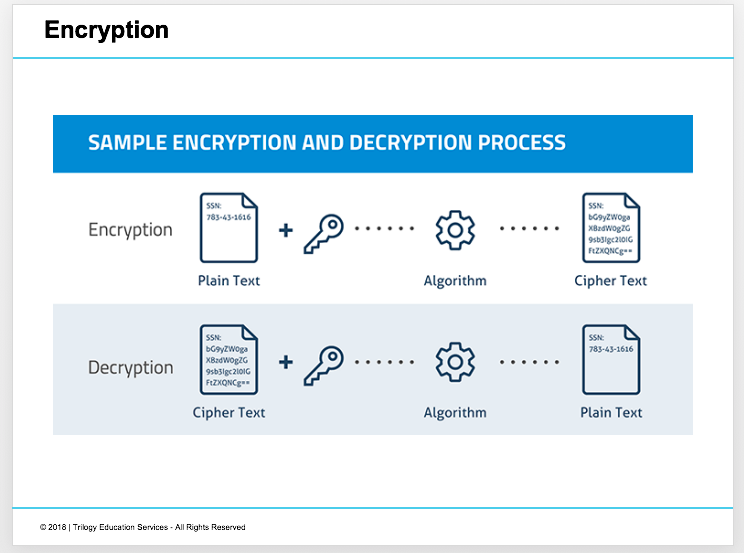 Encryption
SAMPLE ENCRYPTION AND DECRYPTION PROCESS
Encryption
SSN:
783-43-1616
+
SSN:
bG9yZW0ga
XBzdW0gZG
9sb3Igc2l0IG
FtZXQNCg==
Plain Text
Algorithm
Cipher Text
Decryption
SSN:
bG9yZW0ga
XBzdW0gZG
9sb3Igc2l0IG
FtZXQNCg==
+
SSN:
783-43-1616
Cipher Text
Algorithm
Plain Text
© 2018 | Trilogy Education Services - All Rights Reserved